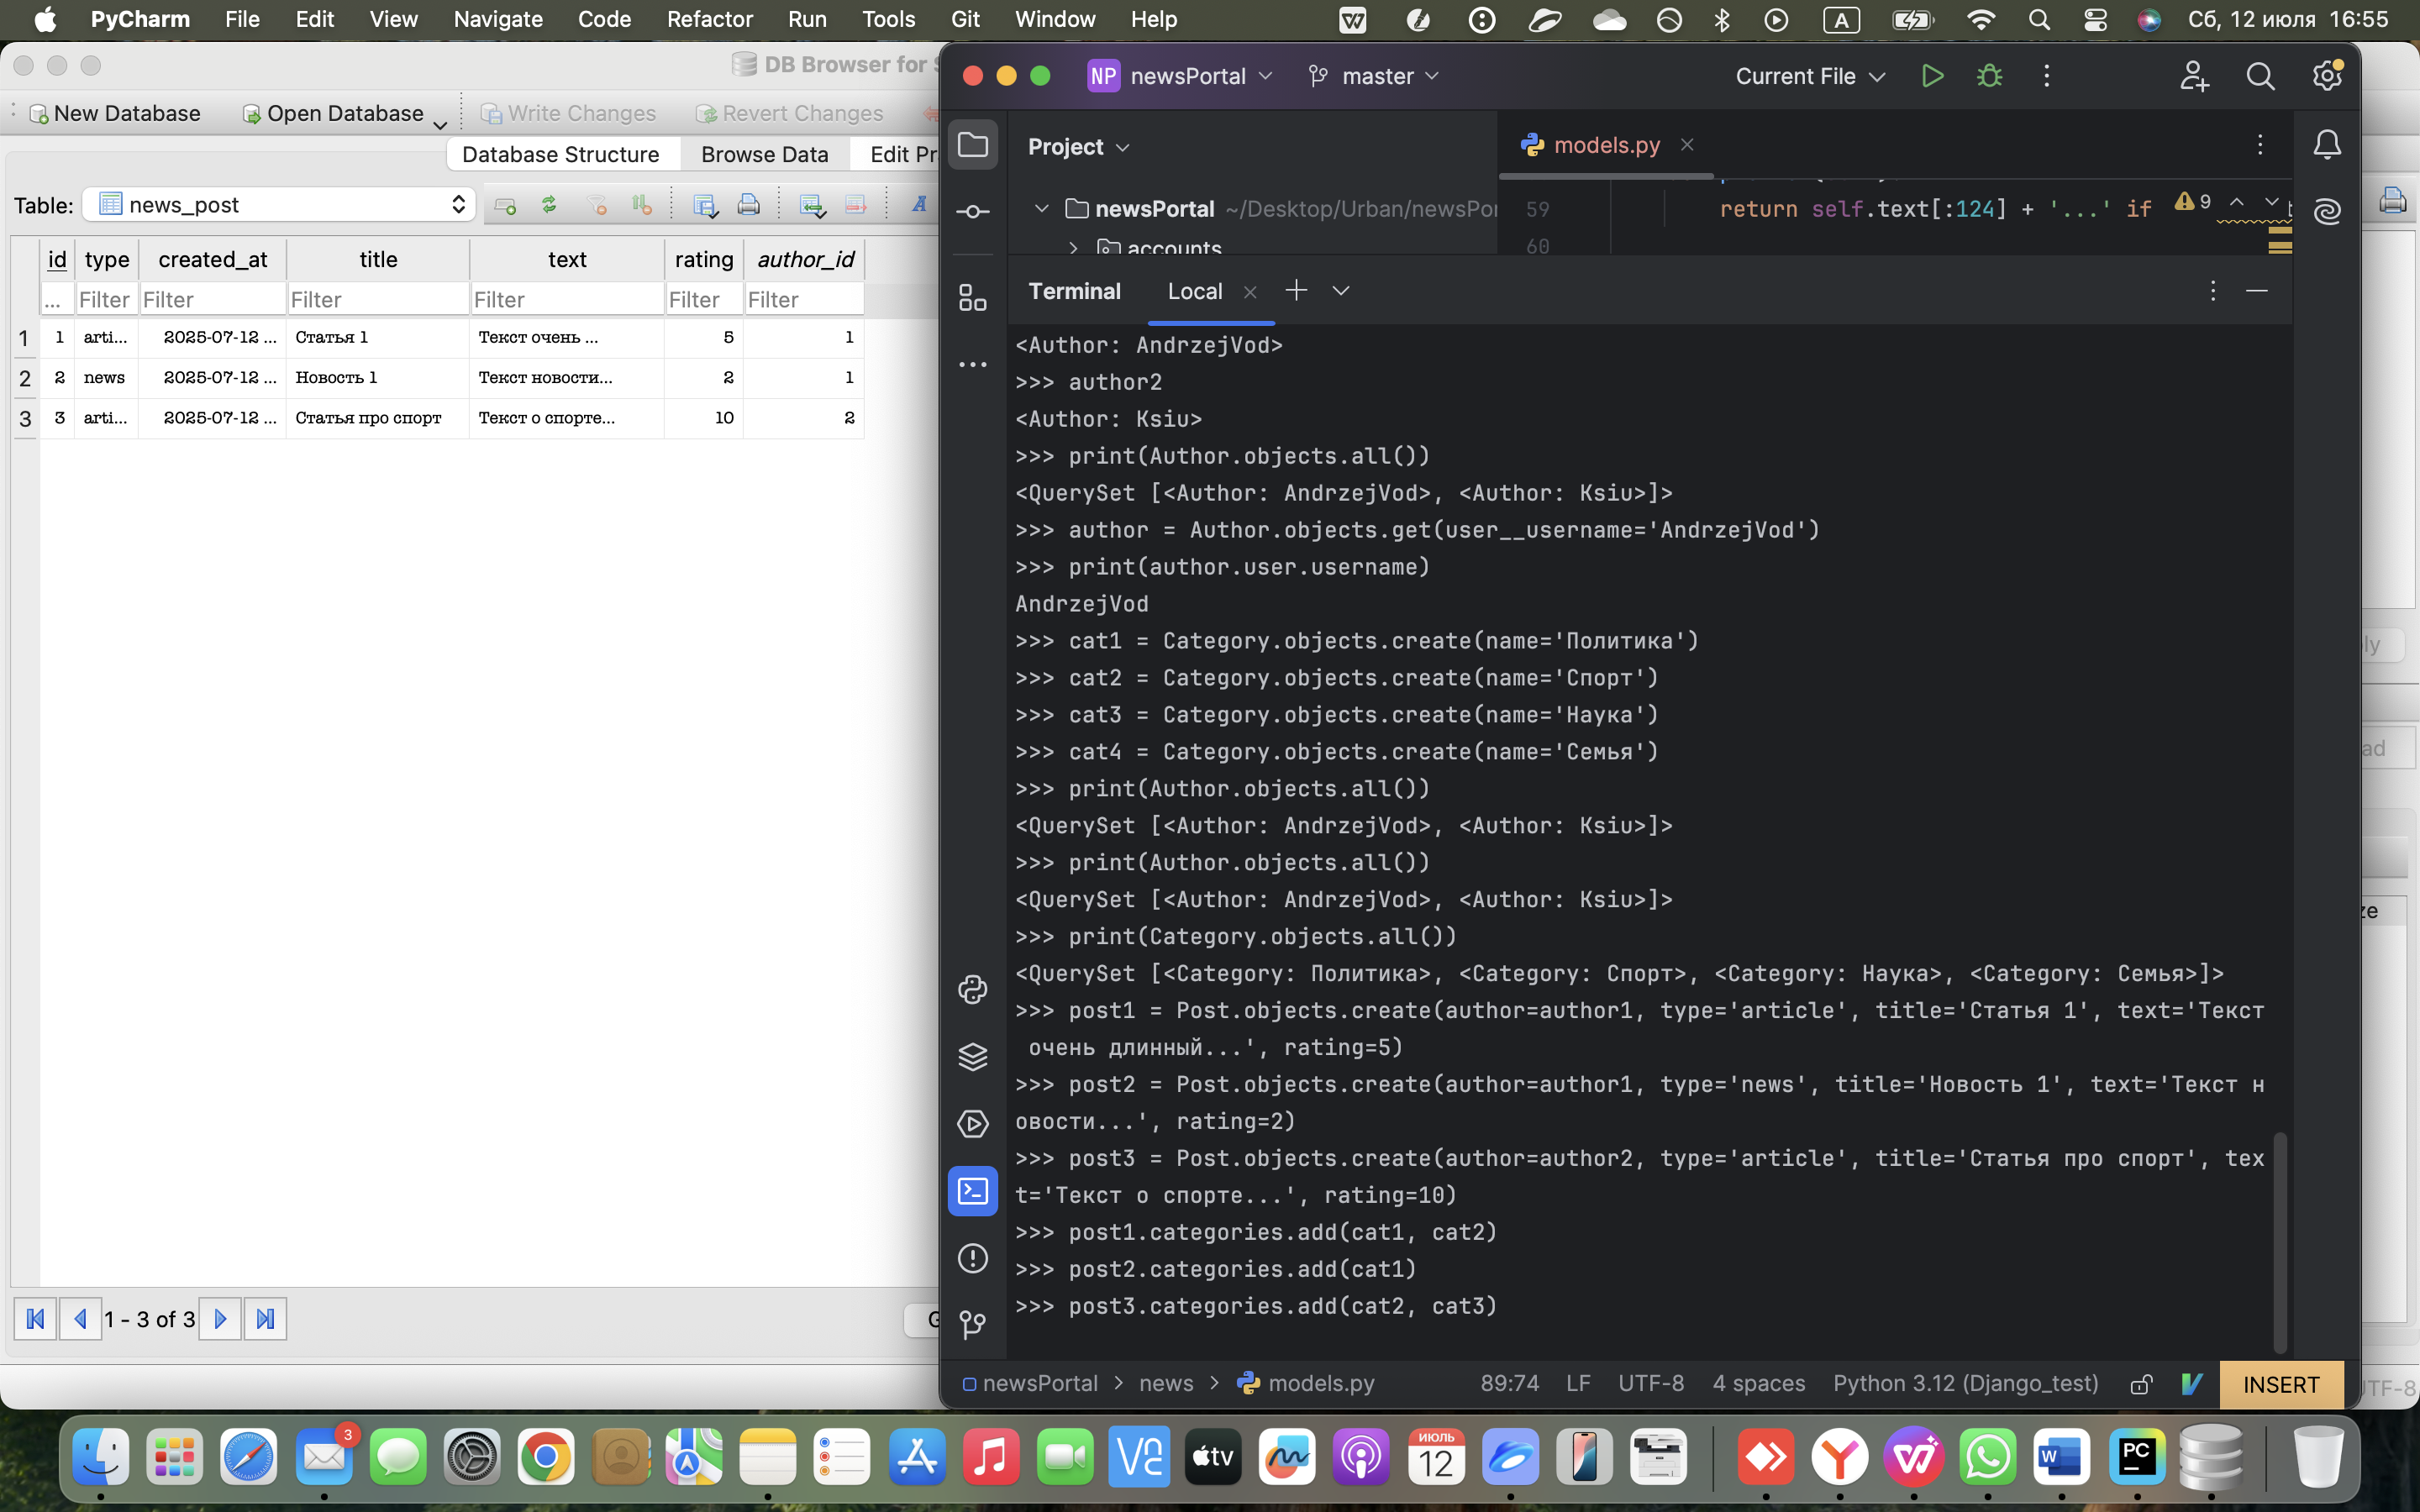 PyCharm File Edit View Navigate Code Refactor Run Tools Git Window Help A Сб, 12 июля 16:55
DB Browser for
New Database Open Database Write Changes Revert Changes
Database Structure Browse Data Edit Pr
Table: news_post
id type created_at title text rating author_id
... Filter Filter Filter Filter Filter Filter
1 1 arti... 2025-07-12 ... Статья 1 Текст очень ... 5 1
2 2 news 2025-07-12 ... Новость 1 Текст новости... 2 1
3 3 arti... 2025-07-12 ... Статья про спорт Текст о спорте... 10 2
1 - 3 of 3
NP newsPortal master Current File
Project models.py
newsPortal ~/Desktop/Urban/newsPor
accounts
59 return self.text[:124] + '...' if 9
60
Terminal Local
<Author: AndrzejVod>
>>> author2
<Author: Ksiu>
>>> print(Author.objects.all())
<QuerySet [<Author: AndrzejVod>, <Author: Ksiu>]>
>>> author = Author.objects.get(user__username='AndrzejVod')
>>> print(author.user.username)
AndrzejVod
>>> cat1 = Category.objects.create(name='Политика')
>>> cat2 = Category.objects.create(name='Спорт')
>>> cat3 = Category.objects.create(name='Наука')
>>> cat4 = Category.objects.create(name='Семья')
>>> print(Author.objects.all())
<QuerySet [<Author: AndrzejVod>, <Author: Ksiu>]>
>>> print(Author.objects.all())
<QuerySet [<Author: AndrzejVod>, <Author: Ksiu>]>
>>> print(Category.objects.all())
<QuerySet [<Category: Политика>, <Category: Спорт>, <Category: Наука>, <Category: Семья>]>
>>> post1 = Post.objects.create(author=author1, type='article', title='Статья 1', text='Текст
очень длинный...', rating=5)
>>> post2 = Post.objects.create(author=author1, type='news', title='Новость 1', text='Текст н
овости...', rating=2)
>>> post3 = Post.objects.create(author=author2, type='article', title='Статья про спорт', tex
t='Текст о спорте...', rating=10)
>>> post1.categories.add(cat1, cat2)
>>> post2.categories.add(cat1)
>>> post3.categories.add(cat2, cat3)
newsPortal > news > models.py 89:74 LF UTF-8 4 spaces Python 3.12 (Django_test) INSERT
3
tv
ИЮЛЬ
12
W
PC